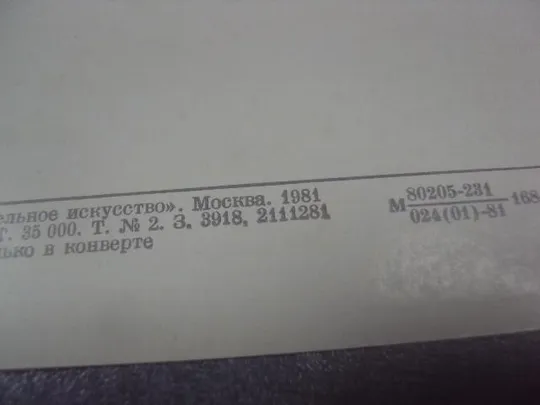 ельное искусство». Москва. 1981
Т. 35 000. Т. № 2. З. 3918, 2111281
лько в конверте
М 80205-231
024(01)-81 168